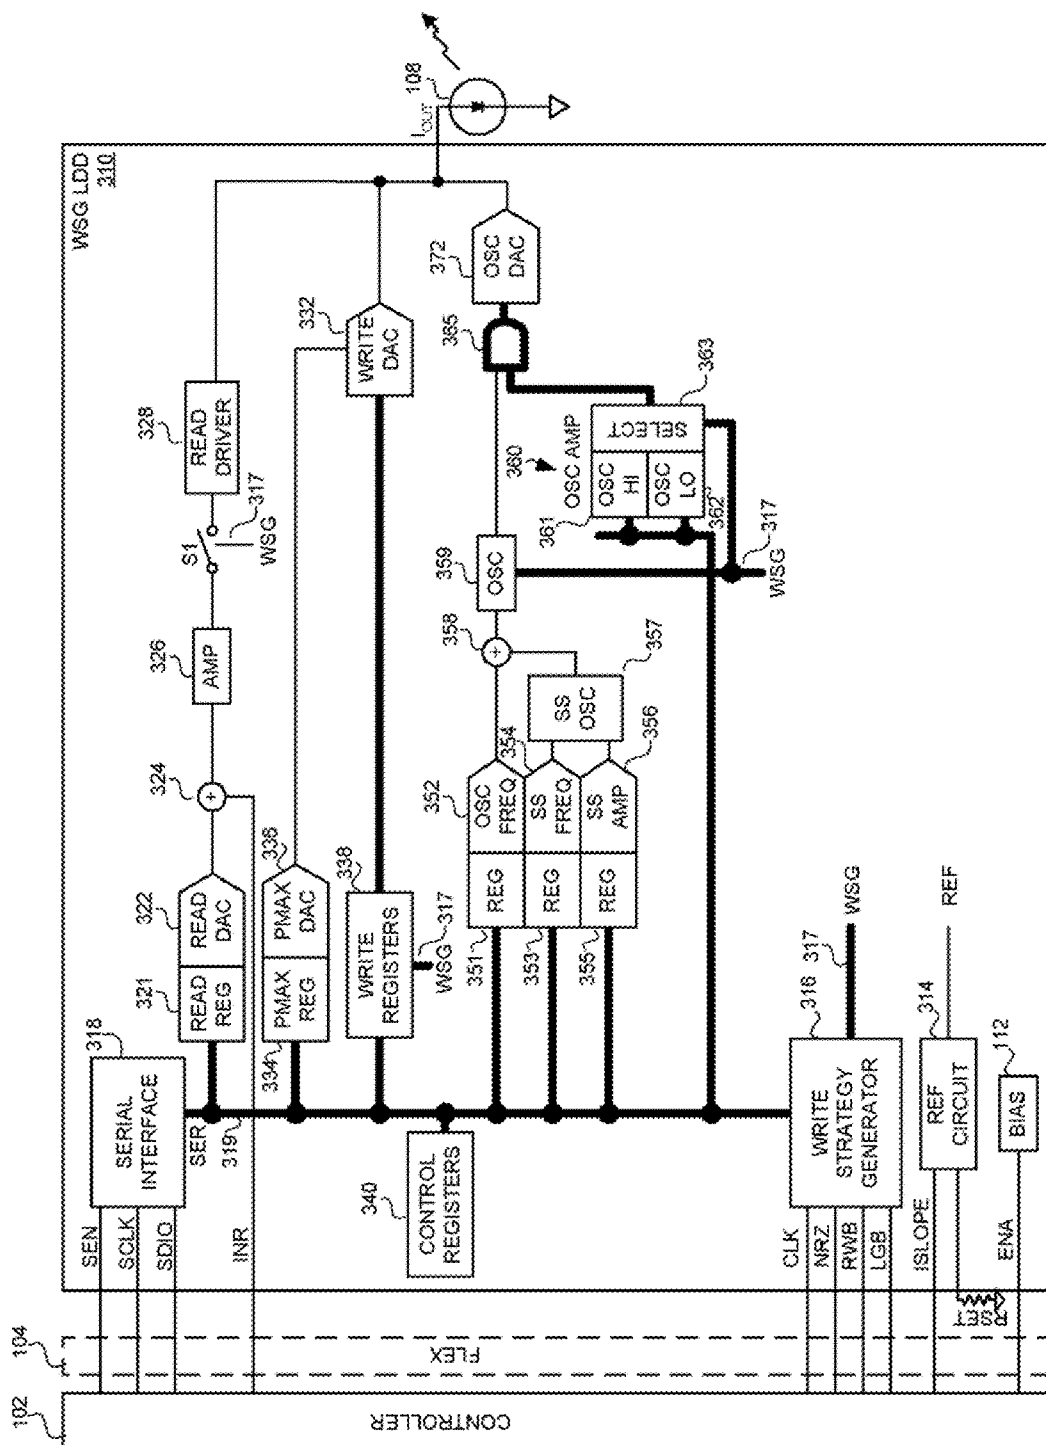 102
CONTROLLER
104
FLEX
WSG LDD
310
SEN
SCLK
SDIO
INR
318
SERIAL
INTERFACE
SER
319
321
READ
REG
322
READ
DAC
324
+
326
AMP
S1
317
WSG
328
READ
DRIVER
334
PMAX
REG
336
PMAX
DAC
338
WRITE
REGISTERS
317
WSG
332
WRITE
DAC
IOUT
108
340
CONTROL
REGISTERS
351
REG
352
OSC
FREQ
353
REG
354
SS
FREQ
355
REG
356
SS
AMP
357
SS
OSC
358
+
359
OSC
360
OSC AMP
361
OSC
HI
362
OSC
LO
363
SELECT
317
WSG
365
372
OSC
DAC
CLK
NRZ
RWB
LGB
316
WRITE
STRATEGY
GENERATOR
317
WSG
ISLOPE
RSET
314
REF
CIRCUIT
REF
ENA
112
BIAS